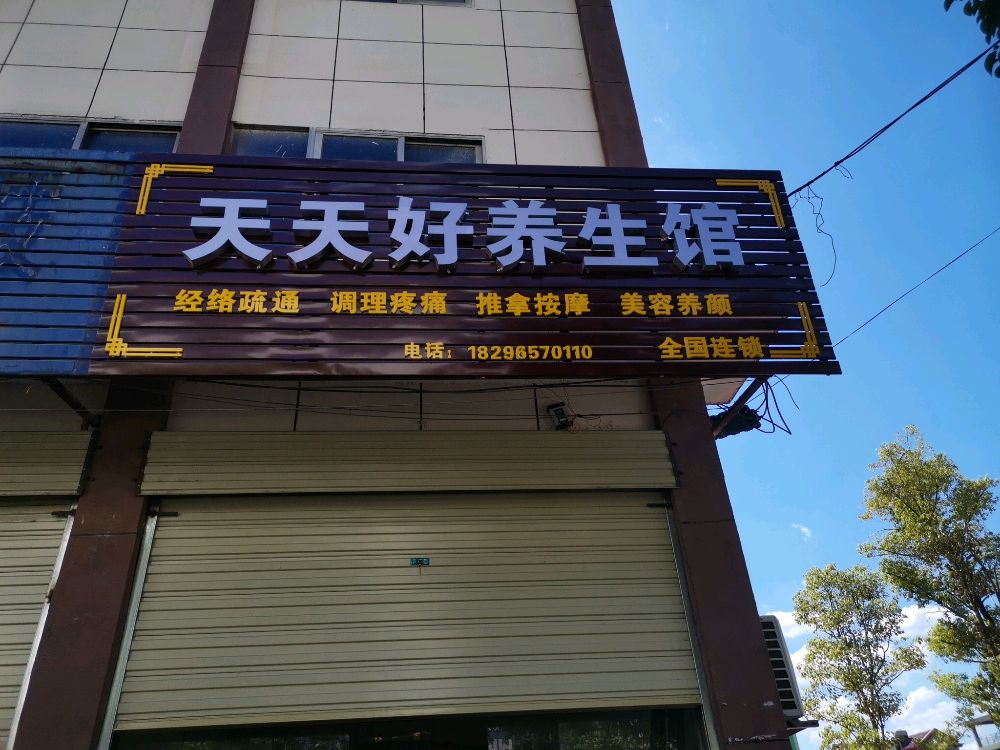 天天好养生馆
经络疏通 调理疼痛 推拿按摩 美容养颜
电话：18296570110 全国连锁